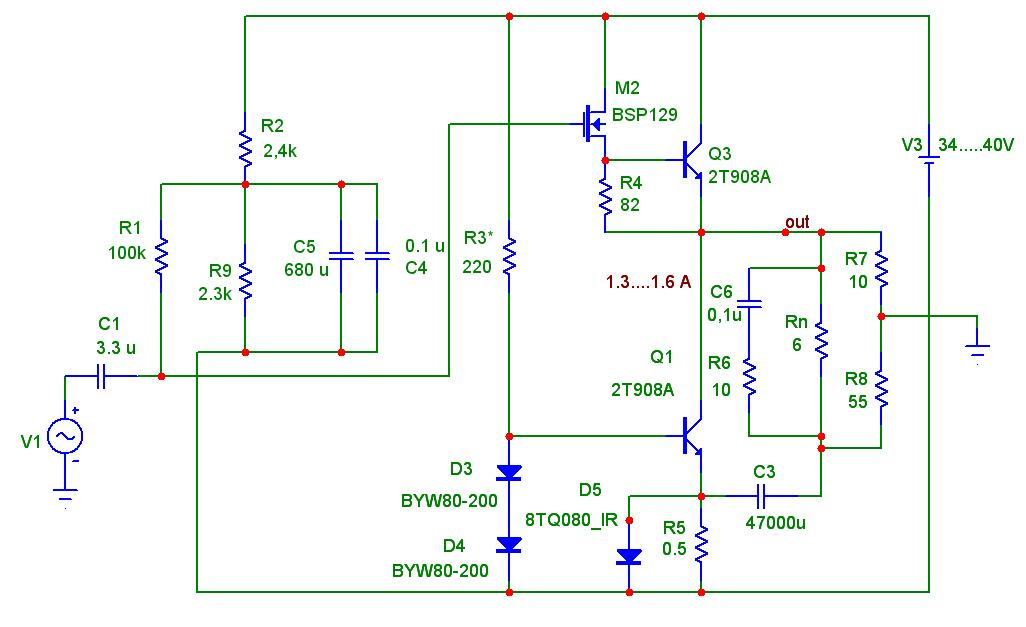 M2
BSP129
R2
2,4k
V3 34.....40V
Q3
2T908A
R4
82
out
R1
100k
R3*
220
C5
680 u
0.1 u
C4
R9
2.3k
R7
10
1.3....1.6 A
C6
0,1u
Rn
6
C1
3.3 u
Q1
2T908A
R6
10
R8
55
V1
+
-
D3
BYW80-200
D5
8TQ080_IR
C3
47000u
R5
0.5
D4
BYW80-200